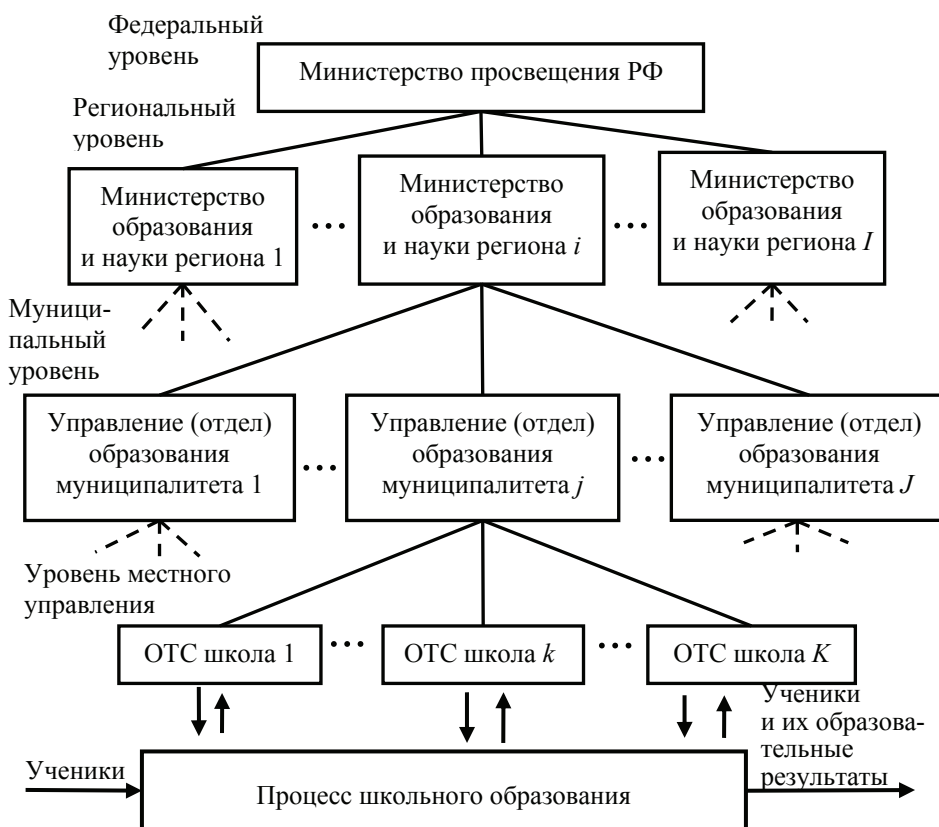 Федеральный
уровень
Министерство просвещения РФ
Региональный
уровень
Министерство
образования
и науки региона 1
...
Министерство
образования
и науки региона i
...
Министерство
образования
и науки региона I
Муници-
пальный
уровень
Управление (отдел)
образования
муниципалитета 1
...
Управление (отдел)
образования
муниципалитета j
...
Управление (отдел)
образования
муниципалитета J
Уровень местного
управления
ОТС школа 1
...
ОТС школа k
...
ОТС школа K
Ученики
и их образова-
тельные
результаты
Ученики
Процесс школьного образования